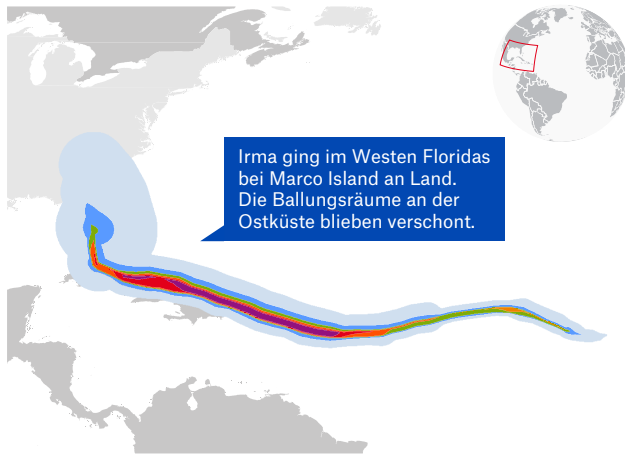 Irma ging im Westen Floridas
bei Marco Island an Land.
Die Ballungsräume an der
Ostküste blieben verschont.